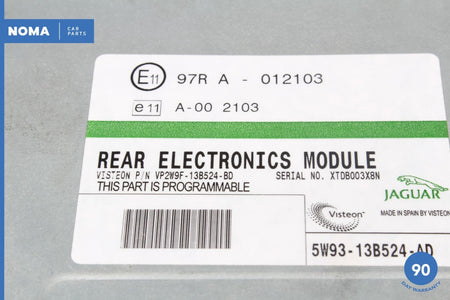 NOMA CAR PARTS
E11 97R A - 012103
e 11 A-00 2103
REAR ELECTRONICS MODULE
VISTEON P/N VP2W9F-13B524-BD SERIAL NO. XTDB003X8N
THIS PART IS PROGRAMMABLE
JAGUAR
Visteon
MADE IN SPAIN BY VISTEON
5W93-13B524-AD
90
DAY WARRANTY